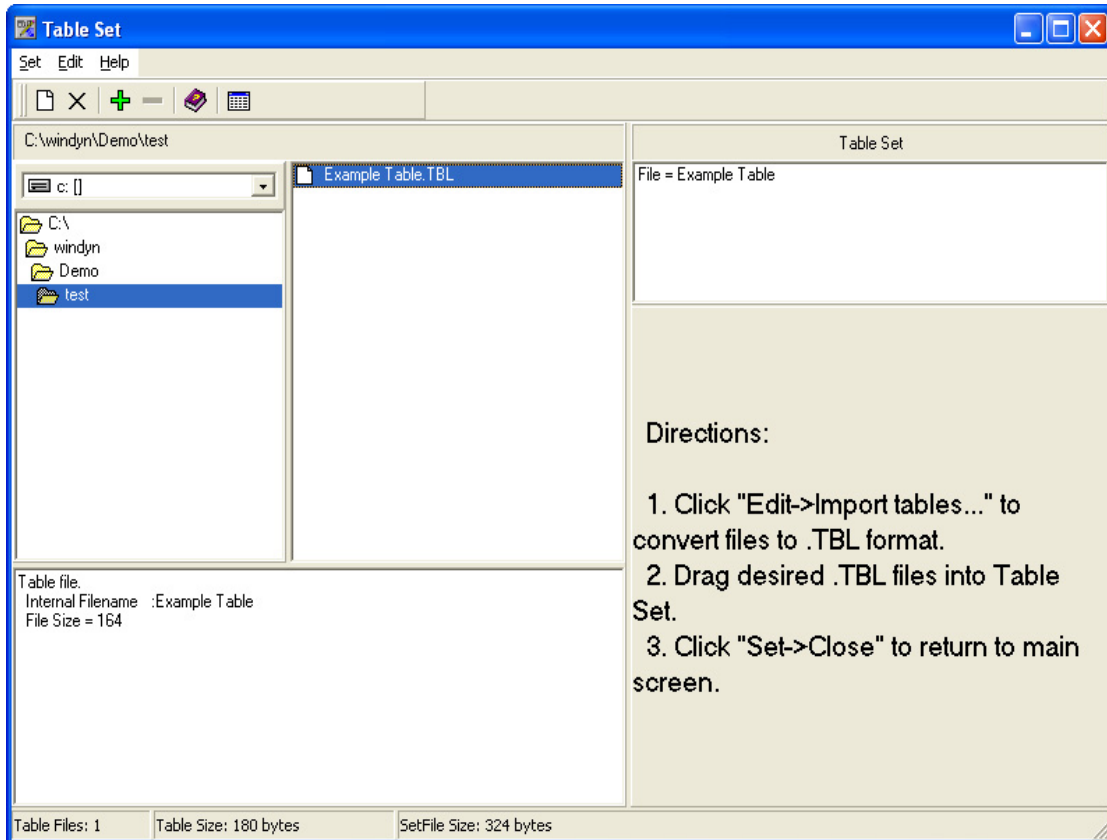 Table Set
Set Edit Help
C:\windyn\Demo\test
Table Set
c: []
Example Table.TBL
File = Example Table
C:\
windyn
Demo
test
Directions:
1. Click "Edit->Import tables..." to
convert files to .TBL format.
2. Drag desired .TBL files into Table
Set.
3. Click "Set->Close" to return to main
screen.
Table file.
Internal Filename :Example Table
File Size = 164
Table Files: 1
Table Size: 180 bytes
SetFile Size: 324 bytes